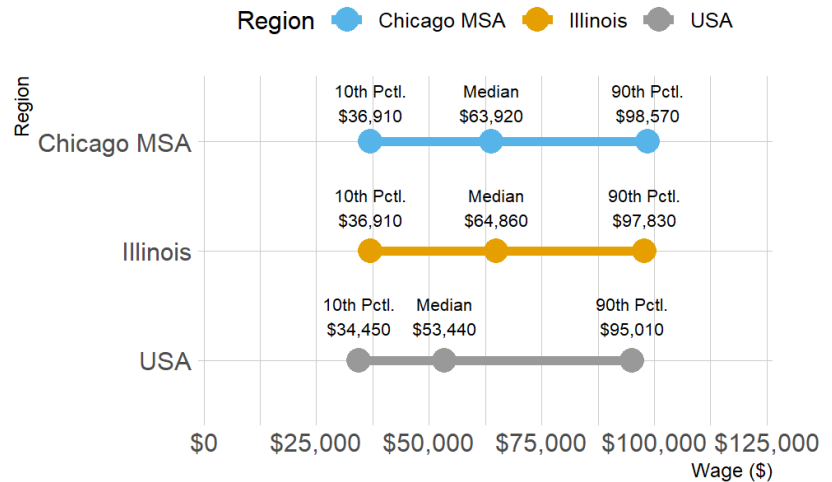 Region Chicago MSA Illinois USA
Region
10th Pctl. Median 90th Pctl.
$36,910 $63,920 $98,570
Chicago MSA
10th Pctl. Median 90th Pctl.
$36,910 $64,860 $97,830
Illinois
10th Pctl. Median 90th Pctl.
$34,450 $53,440 $95,010
USA
$0 $25,000 $50,000 $75,000 $100,000 $125,000
Wage ($)